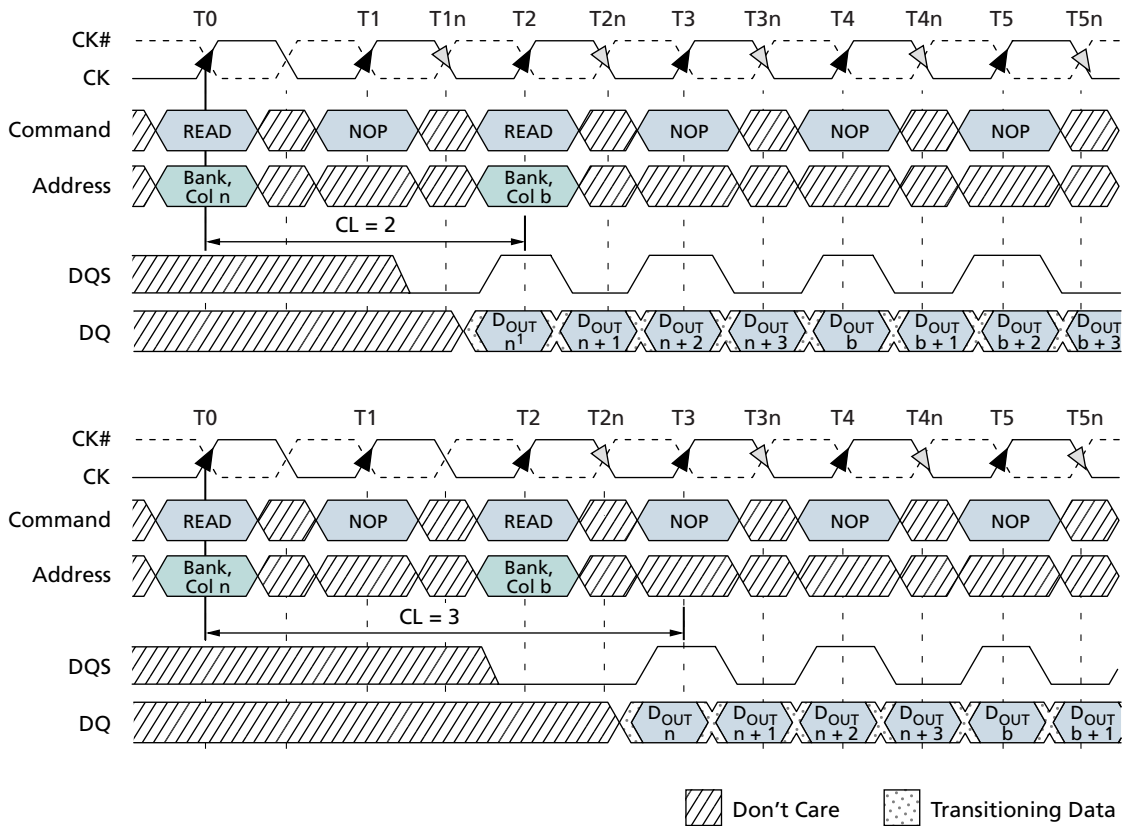 T0 T1 T1n T2 T2n T3 T3n T4 T4n T5 T5n
CK#
CK
Command READ NOP READ NOP NOP NOP
Address Bank, Col n Bank, Col b
CL = 2
DQS
DQ DOUT n1 DOUT n + 1 DOUT n + 2 DOUT n + 3 DOUT b DOUT b + 1 DOUT b + 2 DOUT b + 3
T0 T1 T2 T2n T3 T3n T4 T4n T5 T5n
CK#
CK
Command READ NOP READ NOP NOP NOP
Address Bank, Col n Bank, Col b
CL = 3
DQS
DQ DOUT n DOUT n + 1 DOUT n + 2 DOUT n + 3 DOUT b DOUT b + 1
Don't Care Transitioning Data